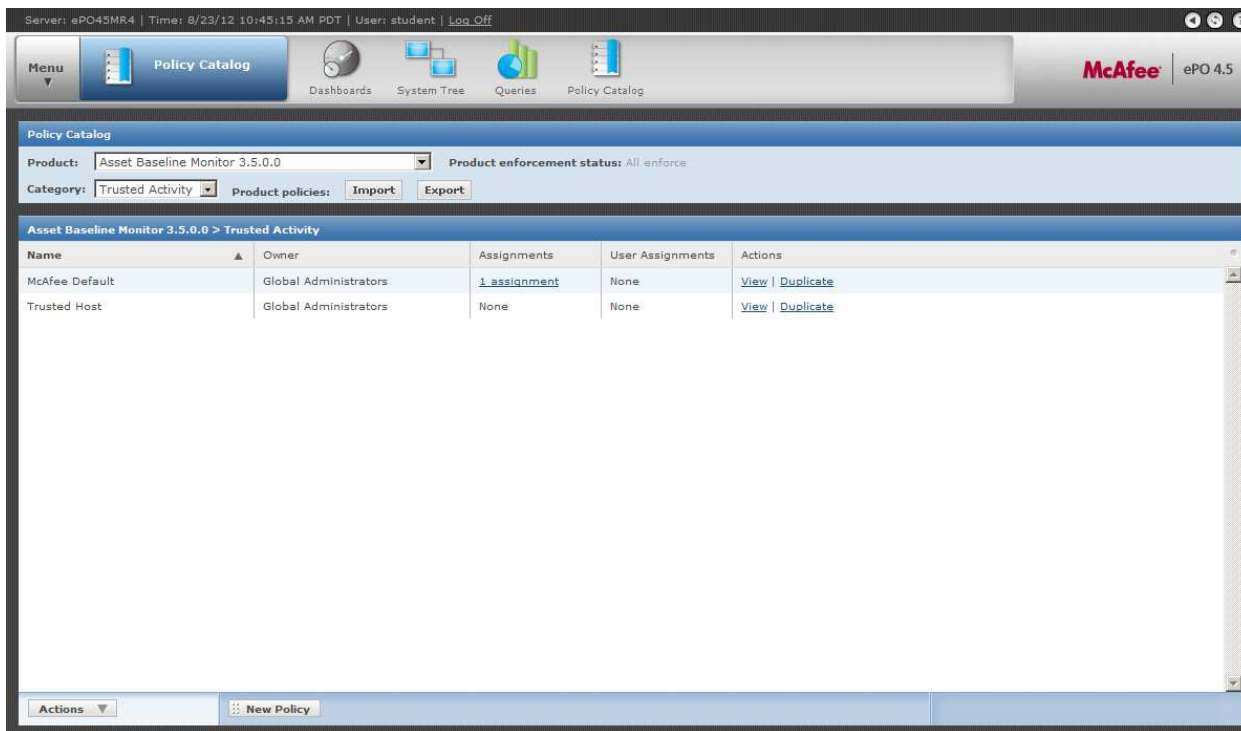 Server: ePO45MR4 | Time: 8/23/12 10:45:15 AM PDT | User: student | Log Off
Menu
Policy Catalog
Dashboards
System Tree
Queries
Policy Catalog
McAfee
ePO 4.5
Policy Catalog
Product: Asset Baseline Monitor 3.5.0.0 Product enforcement status: All enforce
Category: Trusted Activity Product policies: Import Export
Asset Baseline Monitor 3.5.0.0 > Trusted Activity
Name Owner Assignments User Assignments Actions
McAfee Default Global Administrators 1 assignment None View | Duplicate
Trusted Host Global Administrators None None View | Duplicate
Actions New Policy